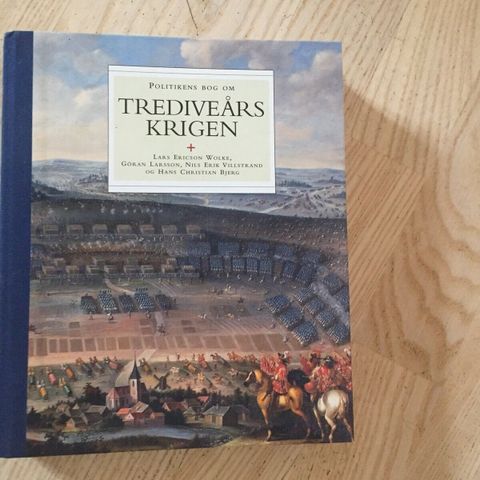 POLITIKENS BOG OM
TREDIVEÅRS
KRIGEN
LARS ERICSON WOLKE,
GÖRAN LARSSON, NILS ERIK VILLSTRAND
OG HANS CHRISTIAN BJERG